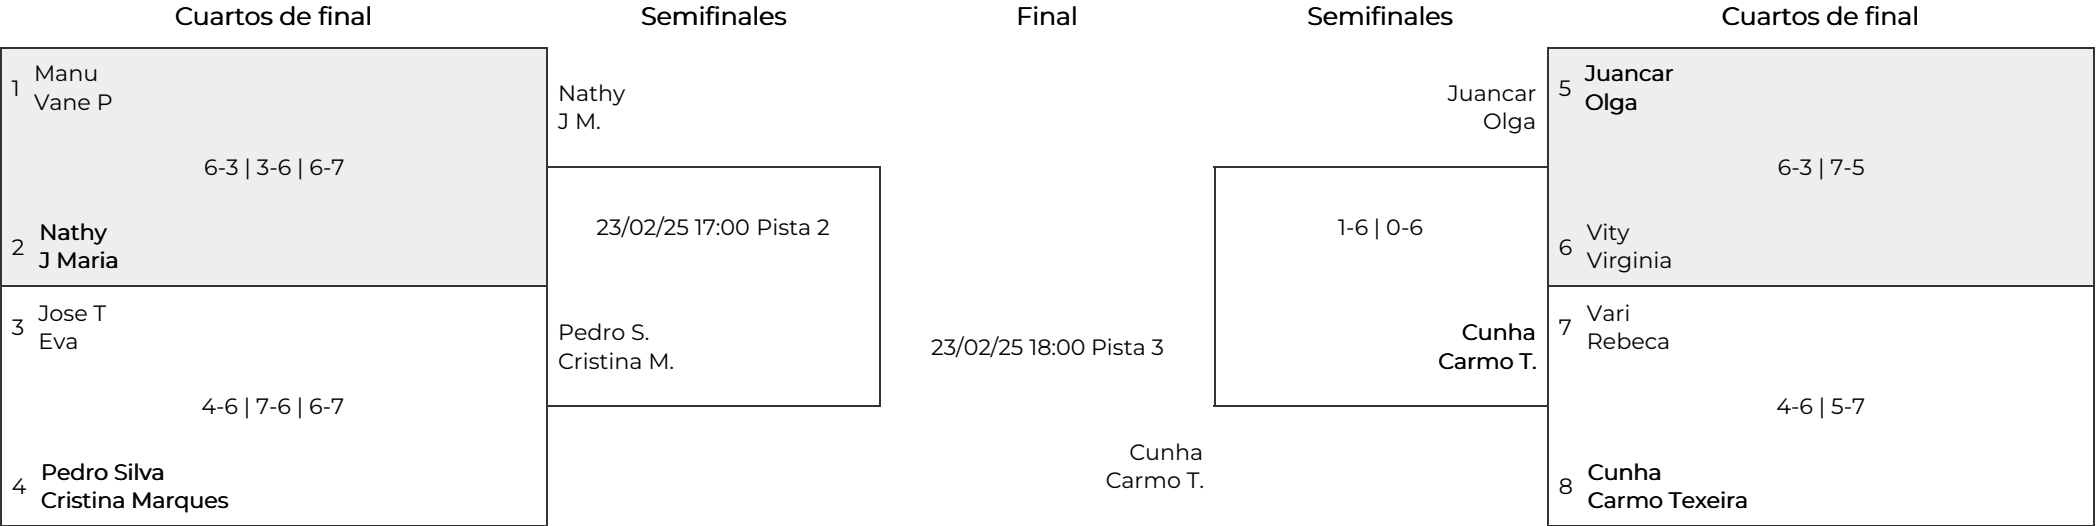 Cuartos de final
Semifinales
Final
Semifinales
Cuartos de final
1
Manu
Vane P
6-3 | 3-6 | 6-7
2
Nathy
J Maria
3
Jose T
Eva
4-6 | 7-6 | 6-7
4
Pedro Silva
Cristina Marques
Nathy
J M.
23/02/25 17:00 Pista 2
Pedro S.
Cristina M.
23/02/25 18:00 Pista 3
Cunha
Carmo T.
Juancar
Olga
1-6 | 0-6
Cunha
Carmo T.
5
Juancar
Olga
6-3 | 7-5
6
Vity
Virginia
7
Vari
Rebeca
4-6 | 5-7
8
Cunha
Carmo Texeira